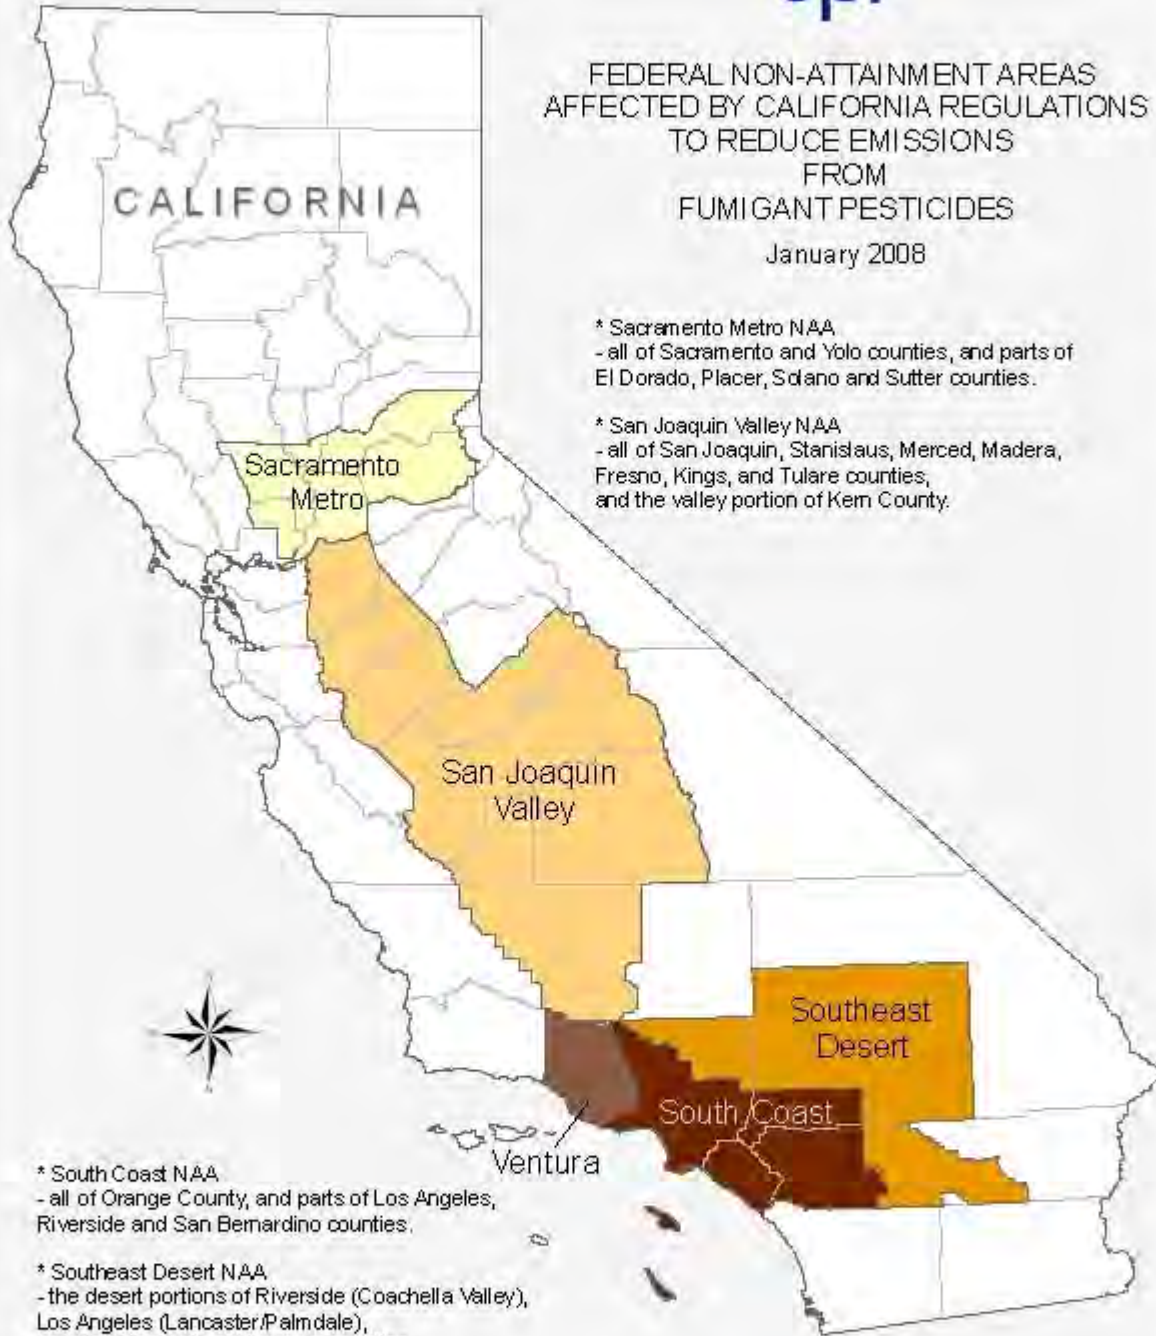 FEDERAL NON-ATTAINMENT AREAS
AFFECTED BY CALIFORNIA REGULATIONS
TO REDUCE EMISSIONS
FROM
FUMIGANT PESTICIDES
January 2008
CALIFORNIA
* Sacramento Metro NAA
- all of Sacramento and Yolo counties, and parts of
El Dorado, Placer, Solano and Sutter counties.
* San Joaquin Valley NAA
- all of San Joaquin, Stanislaus, Merced, Madera,
Fresno, Kings, and Tulare counties,
and the valley portion of Kern County.
Sacramento
Metro
San Joaquin
Valley
Southeast
Desert
South Coast
Ventura
* South Coast NAA
- all of Orange County, and parts of Los Angeles,
Riverside and San Bernardino counties.
* Southeast Desert NAA
- the desert portions of Riverside (Coachella Valley),
Los Angeles (Lancaster/Palmdale),